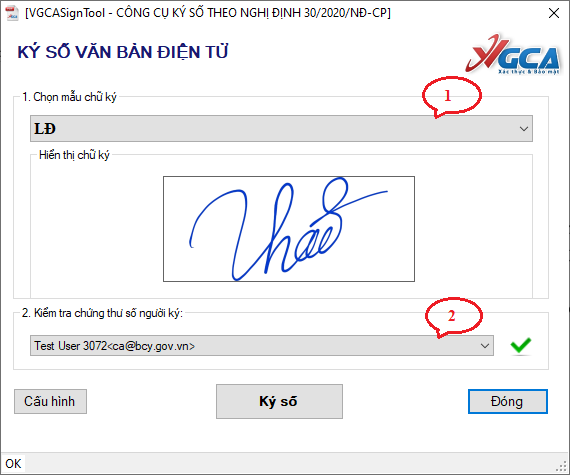 [VGCASignTool - CÔNG CỤ KÝ SỐ THEO NGHỊ ĐỊNH 30/2020/NĐ-CP]
KÝ SỐ VĂN BẢN ĐIỆN TỬ
VGCA
Xác thực & Bảo mật
1. Chọn mẫu chữ ký
1
LĐ
Hiển thị chữ ký
Thảo
2. Kiểm tra chứng thư số người ký:
2
Test User 3072<ca@bcy.gov.vn>
Cấu hình
Ký số
Đóng
OK